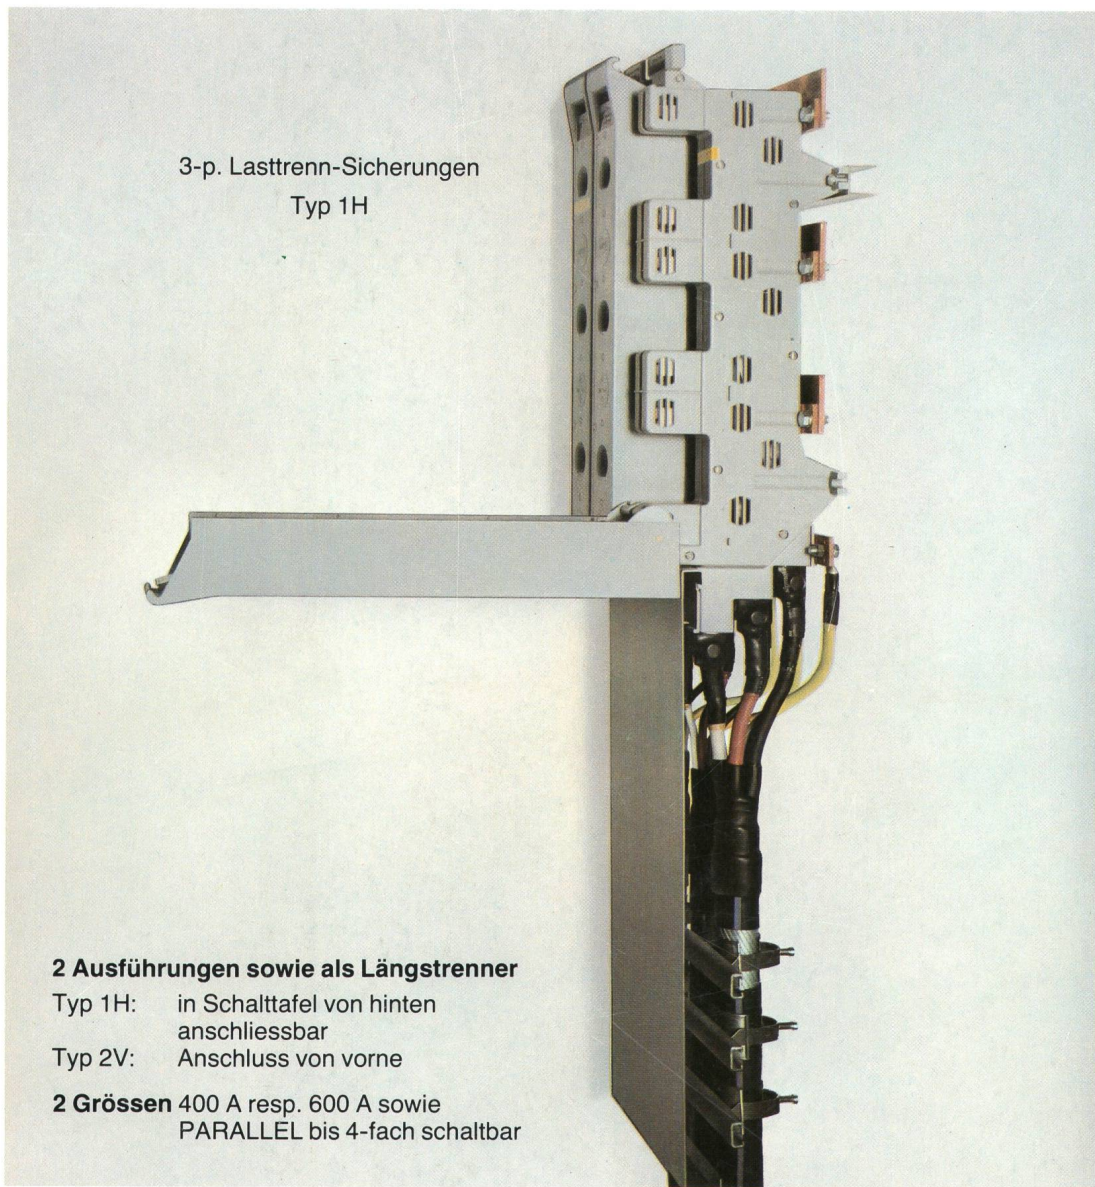 3-p. Lasttrenn-Sicherungen
Typ 1H
2 Ausführungen sowie als Längstrenner
Typ 1H: in Schalttafel von hinten
anschliessbar
Typ 2V: Anschluss von vorne
2 Grössen 400 A resp. 600 A sowie
PARALLEL bis 4-fach schaltbar